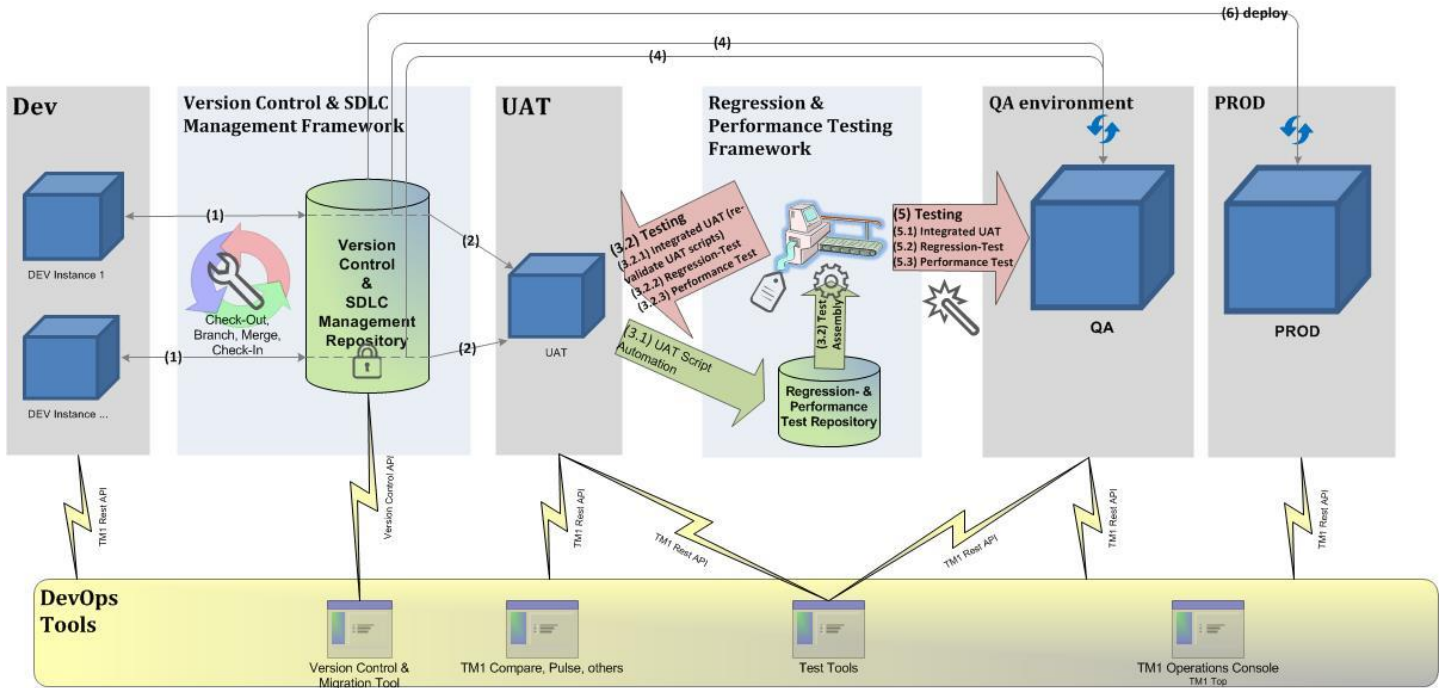 (6) deploy
(4)
(4)
Dev
Version Control & SDLC
Management Framework
UAT
Regression &
Performance Testing
Framework
QA environment
PROD
(1)
DEV Instance 1
Check-Out,
Branch, Merge,
Check-In
(1)
DEV Instance ...
Version
Control
&
SDLC
Management
Repository
(2)
(2)
UAT
(3.2) Testing
(3.2.1) Integrated UAT (re-
validate UAT scripts)
(3.2.2) Regression-Test
(3.2.3) Performance Test
(3.1) UAT Script
Automation
(3.2) Test
Assembly
Regression- &
Performance
Test Repository
(5) Testing
(5.1) Integrated UAT
(5.2) Regression-Test
(5.3) Performance Test
QA
PROD
TM1 Rest API
Version Control API
TM1 Rest API
TM1 Rest API
TM1 Rest API
TM1 Rest API
TM1 Rest API
DevOps
Tools
Version Control &
Migration Tool
TM1 Compare, Pulse, others
Test Tools
TM1 Operations Console
TM1 Top